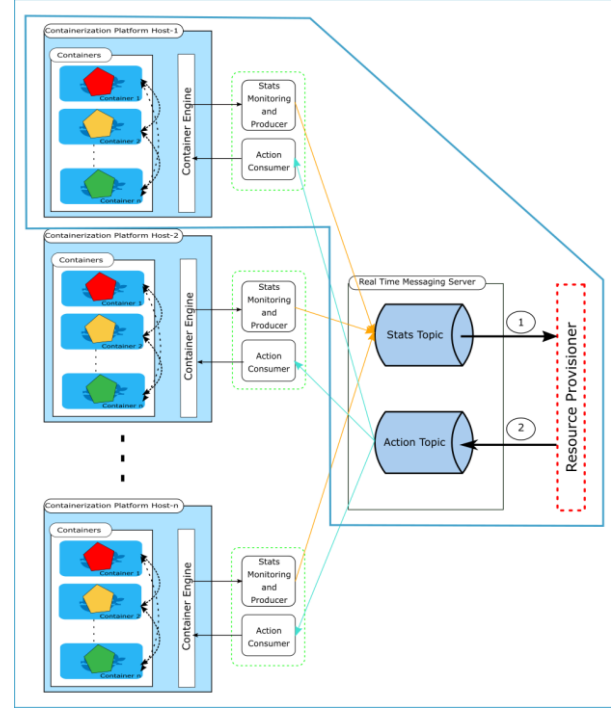 Containerization Platform Host-1
Containers
Container 1
Container 2
Container n
Container Engine
Stats
Monitoring
and
Producer
Action
Consumer
Containerization Platform Host-2
Containers
Container 1
Container 2
Container n
Container Engine
Stats
Monitoring
and
Producer
Action
Consumer
Real Time Messaging Server
Stats Topic
1
Action Topic
2
Resource Provisioner
Containerization Platform Host-n
Containers
Container 1
Container 2
Container n
Container Engine
Stats
Monitoring
and
Producer
Action
Consumer